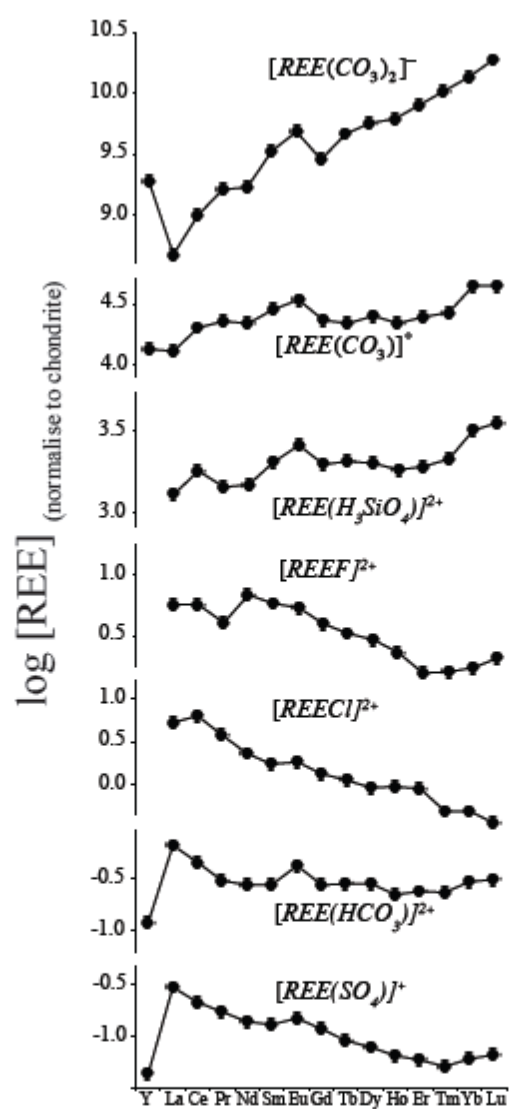 10.5
[REE(CO₃)₂]⁻
10.0
9.5
9.0
4.5
[REE(CO₃)]⁺
4.0
3.5
3.0
[REE(H₃SiO₄)]²⁺
log [REE] (normalise to chondrite)
1.0
[REEF]²⁺
0.5
1.0
[REECl]²⁺
0.5
0.0
-0.5
-1.0
[REE(HCO₃)]²⁺
-0.5
[REE(SO₄)]⁺
-1.0
Y La Ce Pr Nd Sm Eu Gd Tb Dy Ho Er Tm Yb Lu